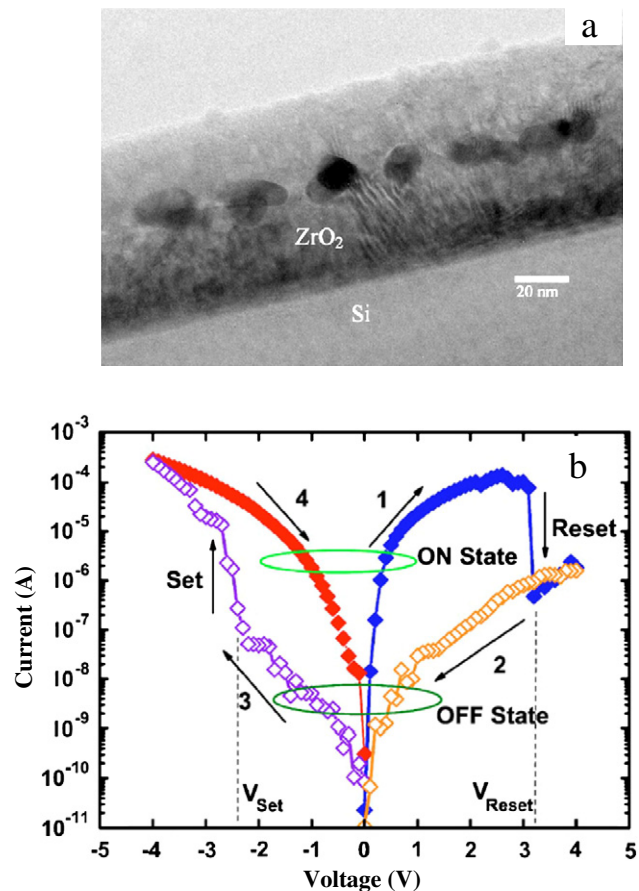 a
ZrO₂
20 nm
Si
b
10⁻³
10⁻⁴
10⁻⁵
10⁻⁶
10⁻⁷
10⁻⁸
10⁻⁹
10⁻¹⁰
10⁻¹¹
Current (A)
4
1
Reset
ON State
Set
2
3
OFF State
V_Set
V_Reset
-5 -4 -3 -2 -1 0 1 2 3 4 5
Voltage (V)